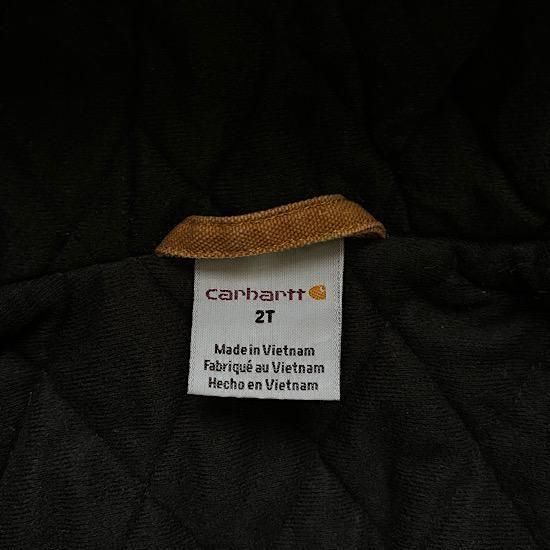 carhartt
2T
Made in Vietnam
Fabriqué au Vietnam
Hecho en Vietnam